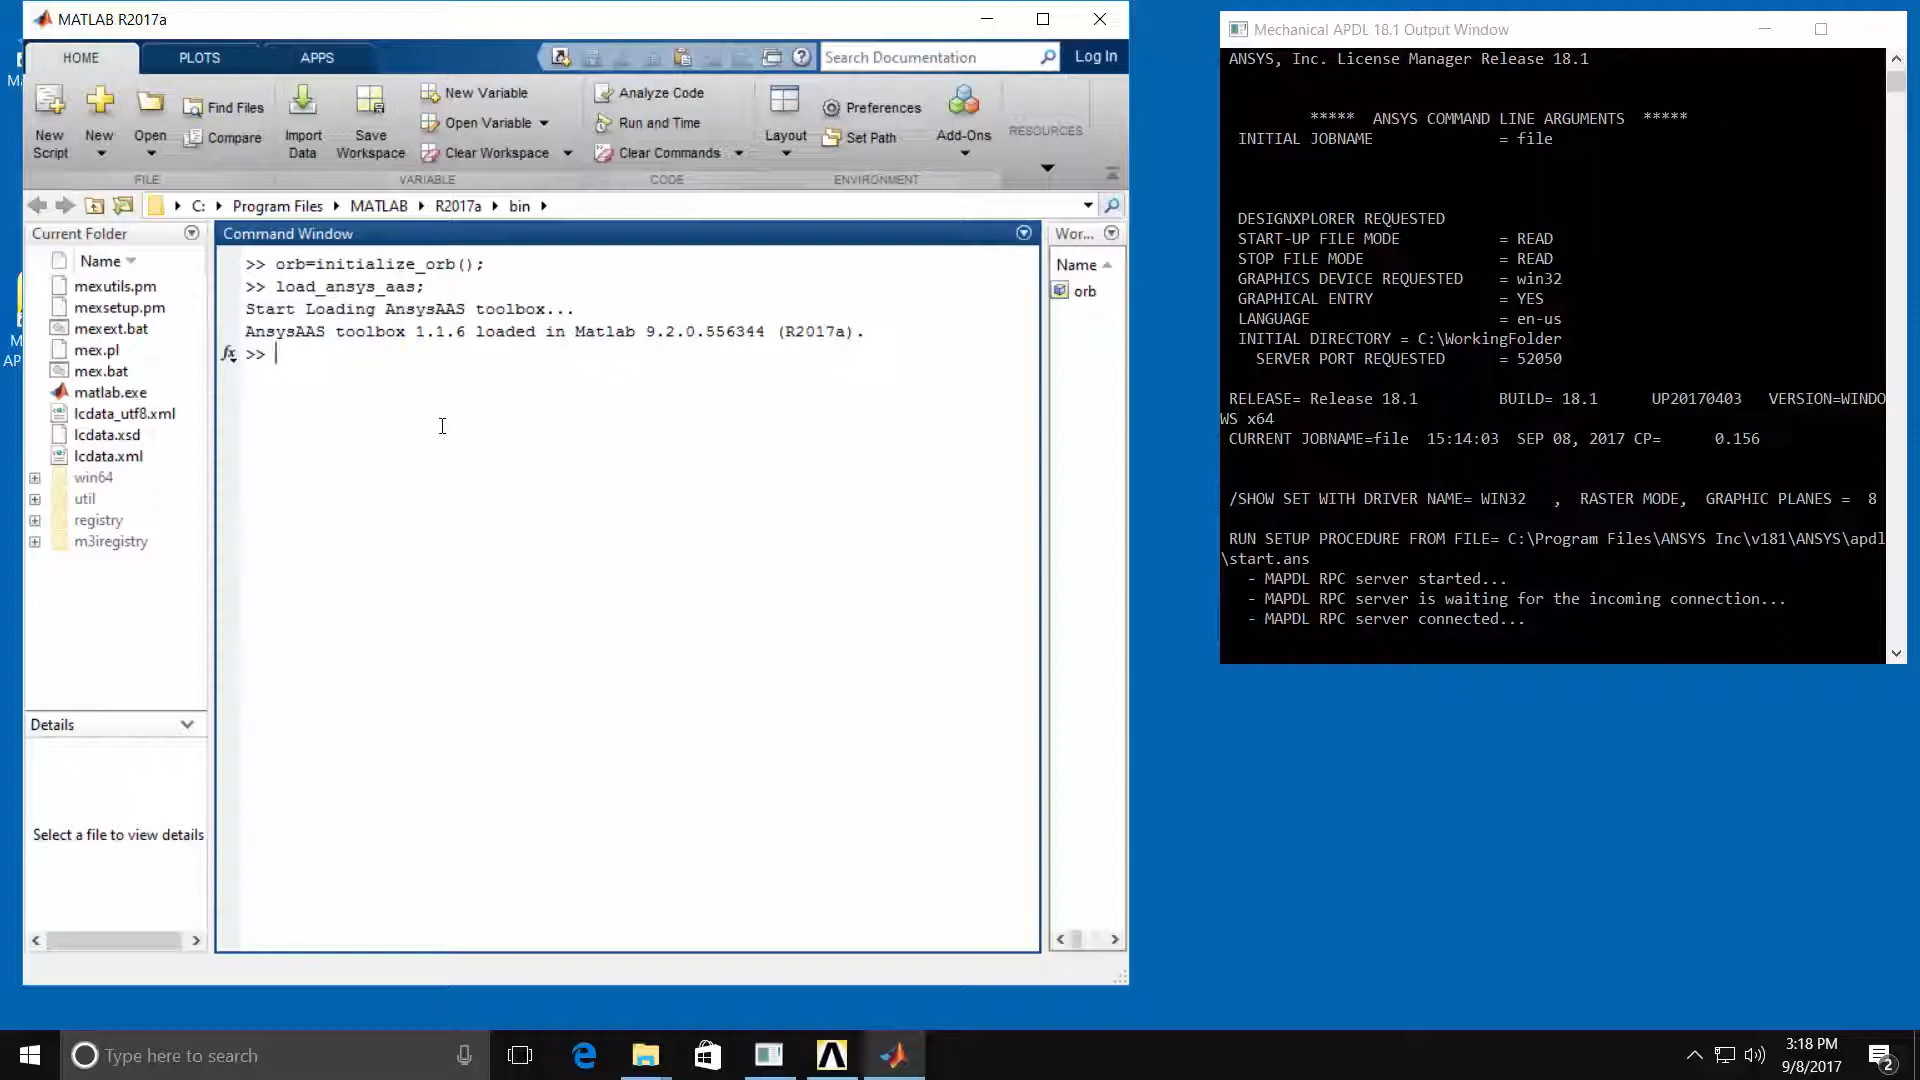 MATLAB R2017a
HOME
PLOTS
APPS
Search Documentation
Log In
New Script
New
Open
Find Files
Compare
Import Data
Save Workspace
New Variable
Open Variable
Clear Workspace
Analyze Code
Run and Time
Clear Commands
Layout
Preferences
Set Path
Add-Ons
RESOURCES
FILE
VARIABLE
CODE
ENVIRONMENT
C:
Program Files
MATLAB
R2017a
bin
Current Folder
Name
mexutils.pm
mexsetup.pm
mexext.bat
mex.pl
mex.bat
matlab.exe
lcdata_utf8.xml
lcdata.xsd
lcdata.xml
win64
util
registry
m3iregistry
Details
Select a file to view details
Command Window
>> orb=initialize_orb();
>> load_ansys_aas;
Start Loading AnsysAAS toolbox...
AnsysAAS toolbox 1.1.6 loaded in Matlab 9.2.0.556344 (R2017a).
fx >>
Wor...
Name
orb
Mechanical APDL 18.1 Output Window
ANSYS, Inc. License Manager Release 18.1
***** ANSYS COMMAND LINE ARGUMENTS *****
INITIAL JOBNAME = file
DESIGNXPLORER REQUESTED
START-UP FILE MODE = READ
STOP FILE MODE = READ
GRAPHICS DEVICE REQUESTED = win32
GRAPHICAL ENTRY = YES
LANGUAGE = en-us
INITIAL DIRECTORY = C:\WorkingFolder
SERVER PORT REQUESTED = 52050
RELEASE= Release 18.1 BUILD= 18.1 UP20170403 VERSION=WINDO
WS x64
CURRENT JOBNAME=file 15:14:03 SEP 08, 2017 CP= 0.156
/SHOW SET WITH DRIVER NAME= WIN32 , RASTER MODE, GRAPHIC PLANES = 8
RUN SETUP PROCEDURE FROM FILE= C:\Program Files\ANSYS Inc\v181\ANSYS\apdl
\start.ans
- MAPDL RPC server started...
- MAPDL RPC server is waiting for the incoming connection...
- MAPDL RPC server connected...
Type here to search
3:18 PM
9/8/2017
2